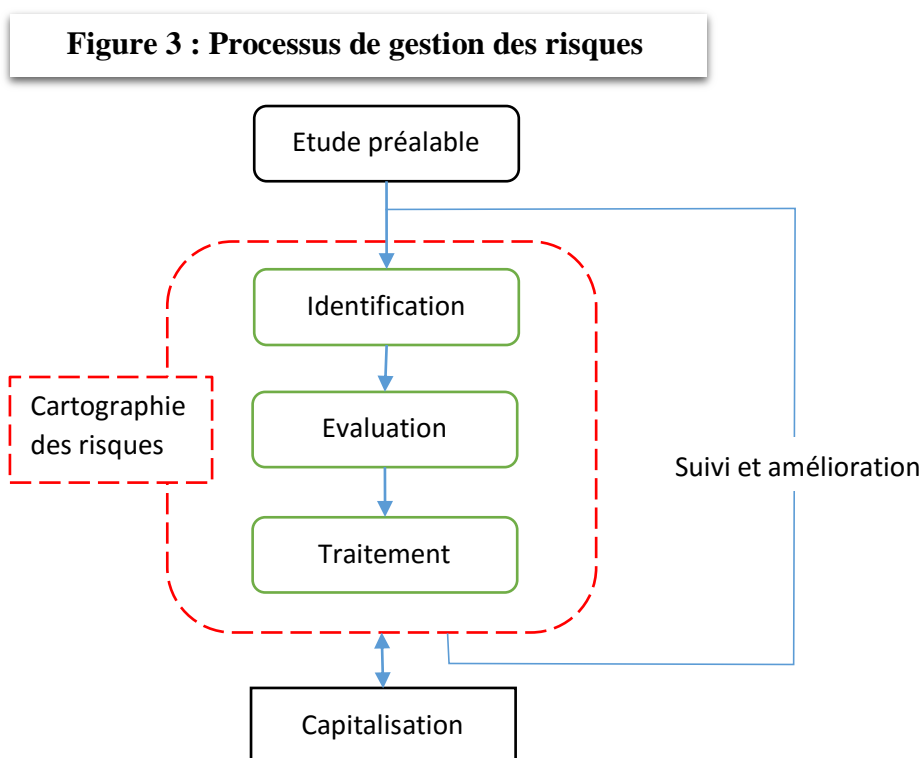 Figure 3 : Processus de gestion des risques
Etude préalable
Identification
Cartographie
des risques
Evaluation
Suivi et amélioration
Traitement
Capitalisation